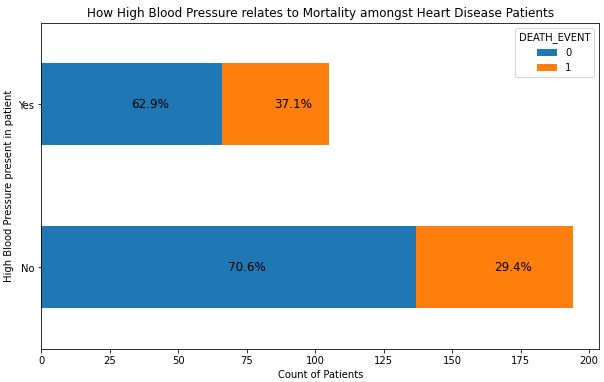 How High Blood Pressure relates to Mortality amongst Heart Disease Patients
DEATH_EVENT
0
1
High Blood Pressure present in patient
Yes
62.9%
37.1%
No
70.6%
29.4%
0
25
50
75
100
125
150
175
200
Count of Patients